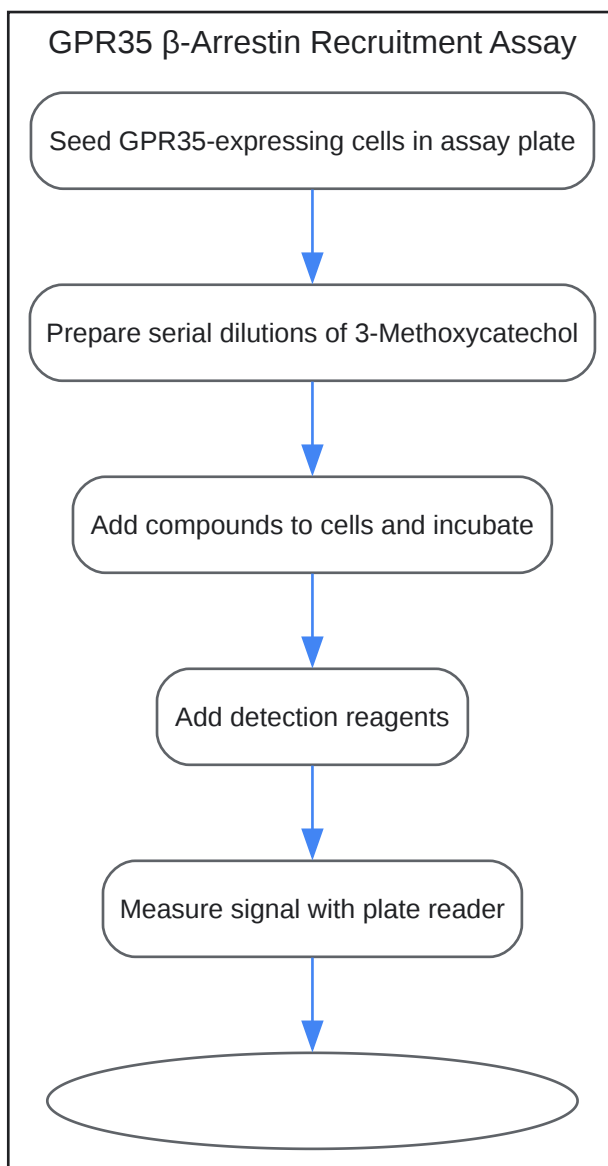 GPR35 β-Arrestin Recruitment Assay
Seed GPR35-expressing cells in assay plate
Prepare serial dilutions of 3-Methoxycatechol
Add compounds to cells and incubate
Add detection reagents
Measure signal with plate reader